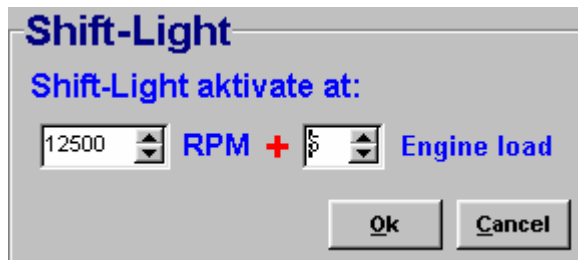 Shift-Light
Shift-Light aktivate at:
12500 RPM + Engine load
Ok Cancel